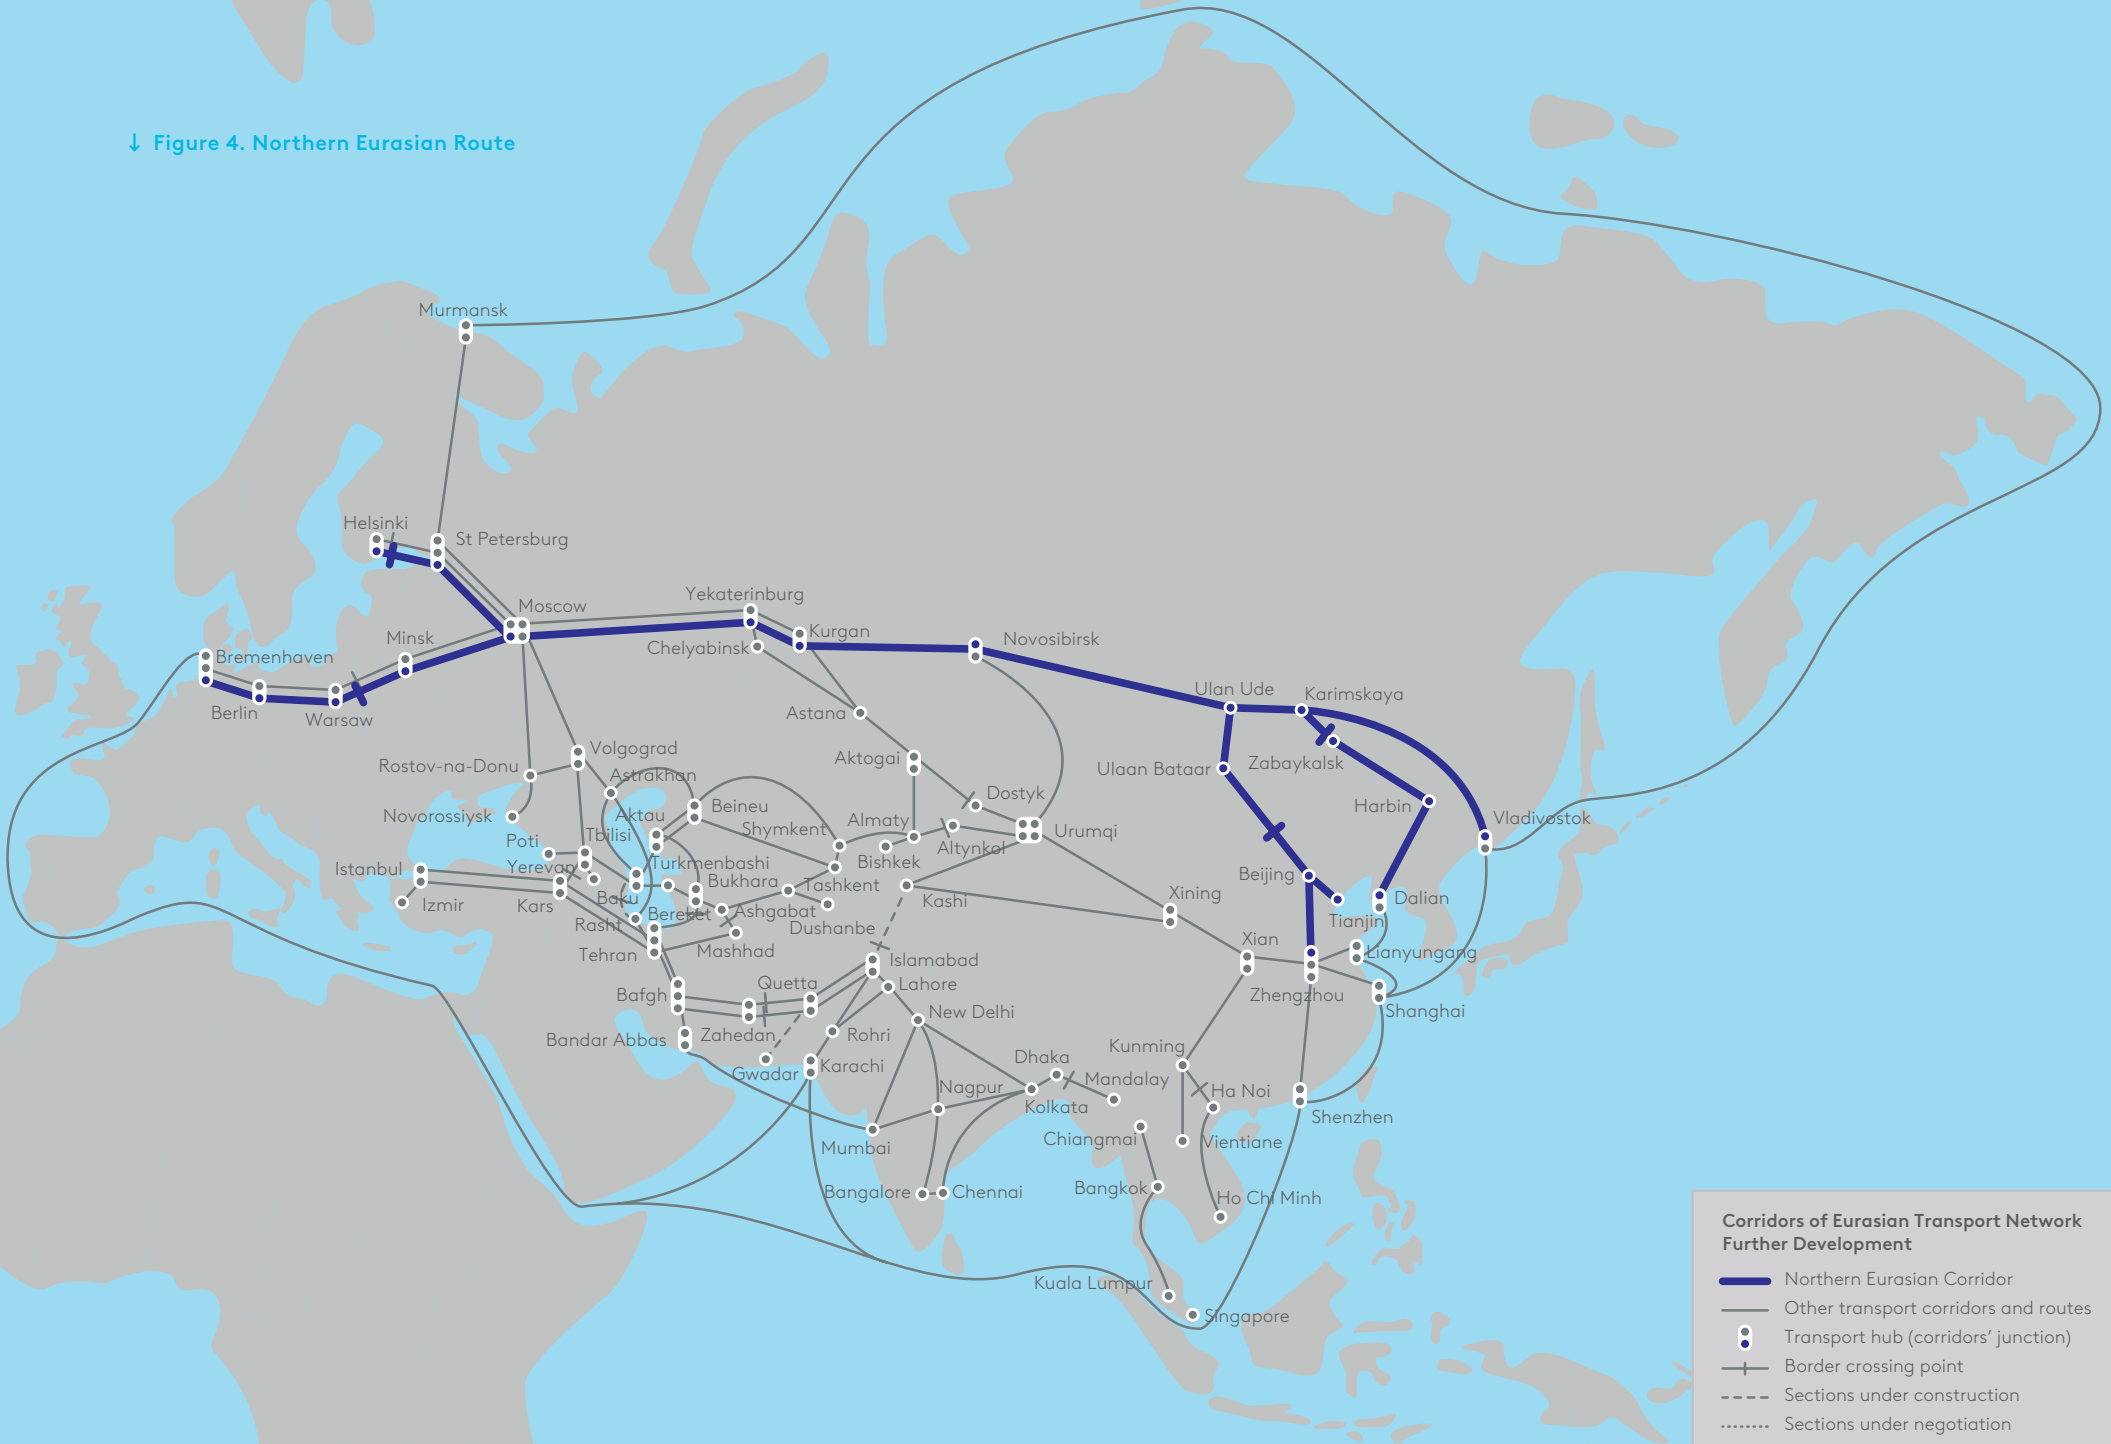 ↓ Figure 4. Northern Eurasian Route
Murmansk
Helsinki
St Petersburg
Moscow
Yekaterinburg
Minsk
Kurgan
Novosibirsk
Chelyabinsk
Bremenhaven
Ulan Ude
Karimskaya
Berlin
Warsaw
Astana
Volgograd
Rostov-na-Donu
Aktogai
Ulaan Bataar
Zabaykalsk
Astrakhan
Dostyk
Harbin
Beineu
Novorossiysk
Aktau
Almaty
Vladivostok
Shymkent
Urumqi
Tbilisi
Poti
Altynkol
Istanbul
Yerevan
Turkmenbashi
Bishkek
Beijing
Bukhara
Tashkent
Xining
Izmir
Kars
Baku
Kashi
Dalian
Bereket
Ashgabat
Tianjin
Rasht
Dushanbe
Xian
Tehran
Mashhad
Lianyungang
Islamabad
Quetta
Lahore
Bafgh
Zhengzhou
Shanghai
New Delhi
Bandar Abbas
Zahedan
Rohri
Kunming
Dhaka
Gwadar
Karachi
Mandalay
Nagpur
Ha Noi
Kolkata
Shenzhen
Chiangmai
Vientiane
Mumbai
Bangkok
Bangalore
Chennai
Ho Chi Minh
Kuala Lumpur
Singapore
Corridors of Eurasian Transport Network
Further Development
Northern Eurasian Corridor
Other transport corridors and routes
Transport hub (corridors’ junction)
Border crossing point
Sections under construction
Sections under negotiation